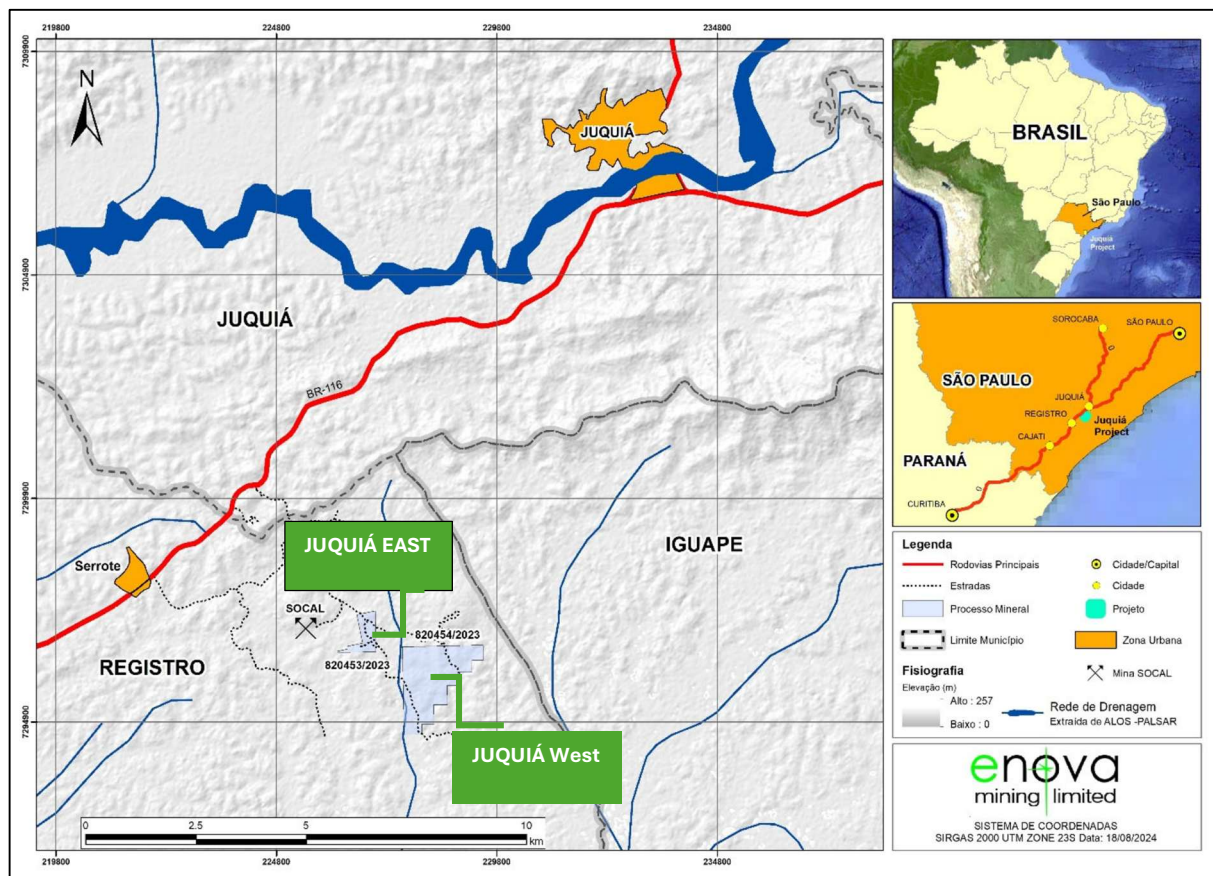 219800
224800
229800
234800
7309900
7304900
7299900
7294900
N
JUQUIÁ
JUQUIÁ
BR-116
JUQUIÁ EAST
IGUAPE
Serrote
SOCAL
820454/2023
820453/2023
REGISTRO
JUQUIÁ West
0
2.5
5
10
km
219800
224800
229800
234800
BRASIL
São Paulo
Juquiá
Project
SOROCABA
SÃO PAULO
SÃO PAULO
JUQUIÁ
REGISTRO
Juquiá
Project
CAJATI
PARANÁ
CURITIBA
Legenda
Rodovias Principais
Cidade/Capital
Estradas
Cidade
Processo Mineral
Projeto
Limite Município
Zona Urbana
Fisiografia
Mina SOCAL
Elevação (m)
Alto : 257
Baixo : 0
Rede de Drenagem
Extraída de ALOS -PALSAR
enova
mining limited
SISTEMA DE COORDENADAS
SIRGAS 2000 UTM ZONE 23S Data: 18/08/2024